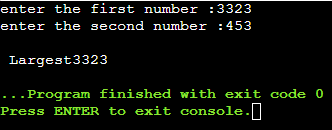 enter the first number :3323
enter the second number :453
Largest3323
...Program finished with exit code 0
Press ENTER to exit console.